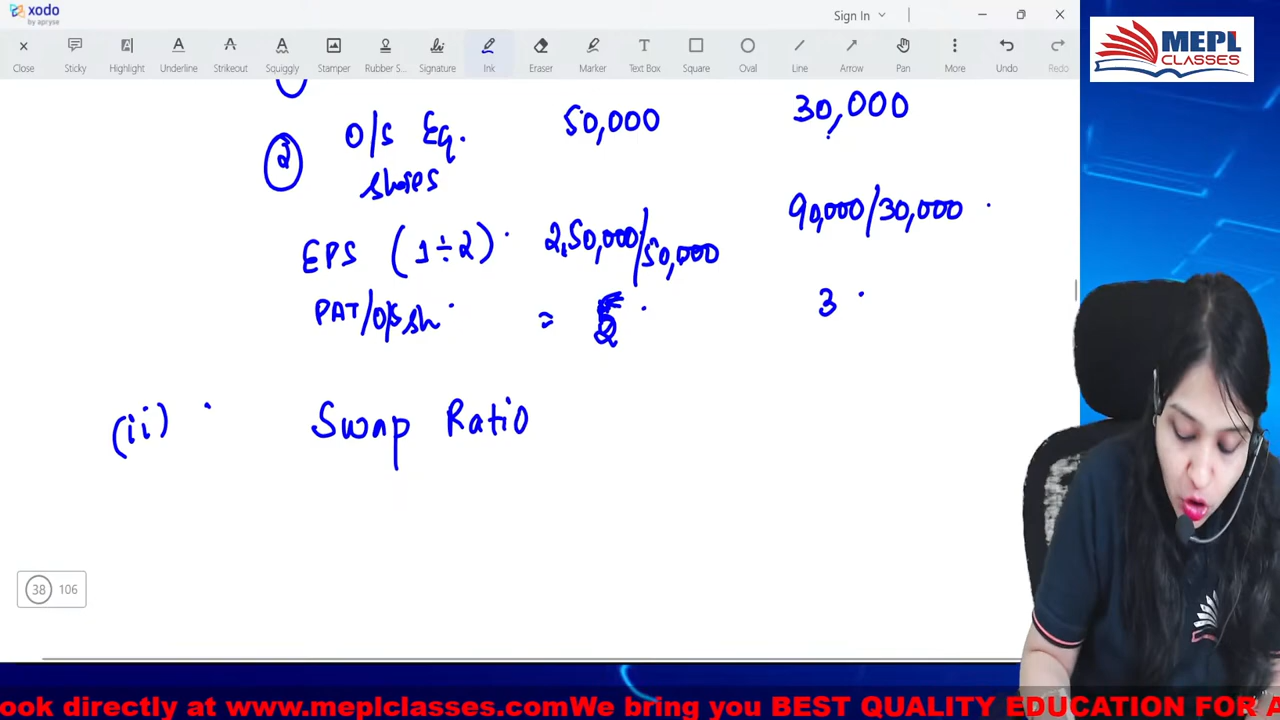 xodo
by apryse
Sign In
Close Sticky Highlight Underline Strikeout Squiggly Stamper Rubber Signature Ink Eraser Marker Text Box Square Oval Line Arrow Pan More Undo Redo
MEPL
CLASSES
② O/S Eq. 50,000 30,000
shares
EPS (1÷2) 2,50,000/50,000 90,000/30,000
PAT/O/S sh = 5 3
(ii) Swap Ratio
38 106
ook directly at www.meplclasses.comWe bring you BEST QUALITY EDUCATION FOR A